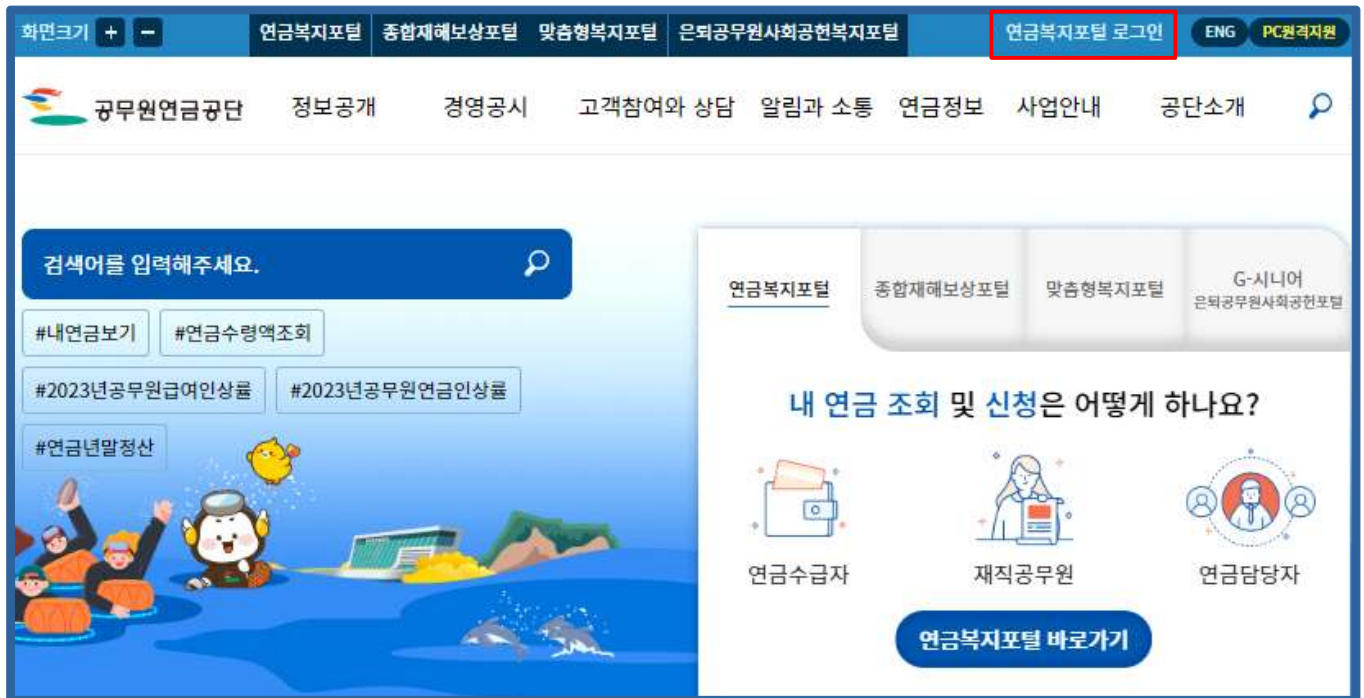 화면크기 + - 연금복지포털 종합재해보상포털 맞춤형복지포털 은퇴공무원사회공헌복지포털 연금복지포털 로그인 ENG PC원격지원
공무원연금공단 정보공개 경영공시 고객참여와 상담 알림과 소통 연금정보 사업안내 공단소개
검색어를 입력해주세요.
#내연금보기 #연금수령액조회
#2023년공무원급여인상률 #2023년공무원연금인상률
#연금년말정산
연금복지포털 종합재해보상포털 맞춤형복지포털 G-시니어
은퇴공무원사회공헌포털
내 연금 조회 및 신청은 어떻게 하나요?
연금수급자 재직공무원 연금담당자
연금복지포털 바로가기